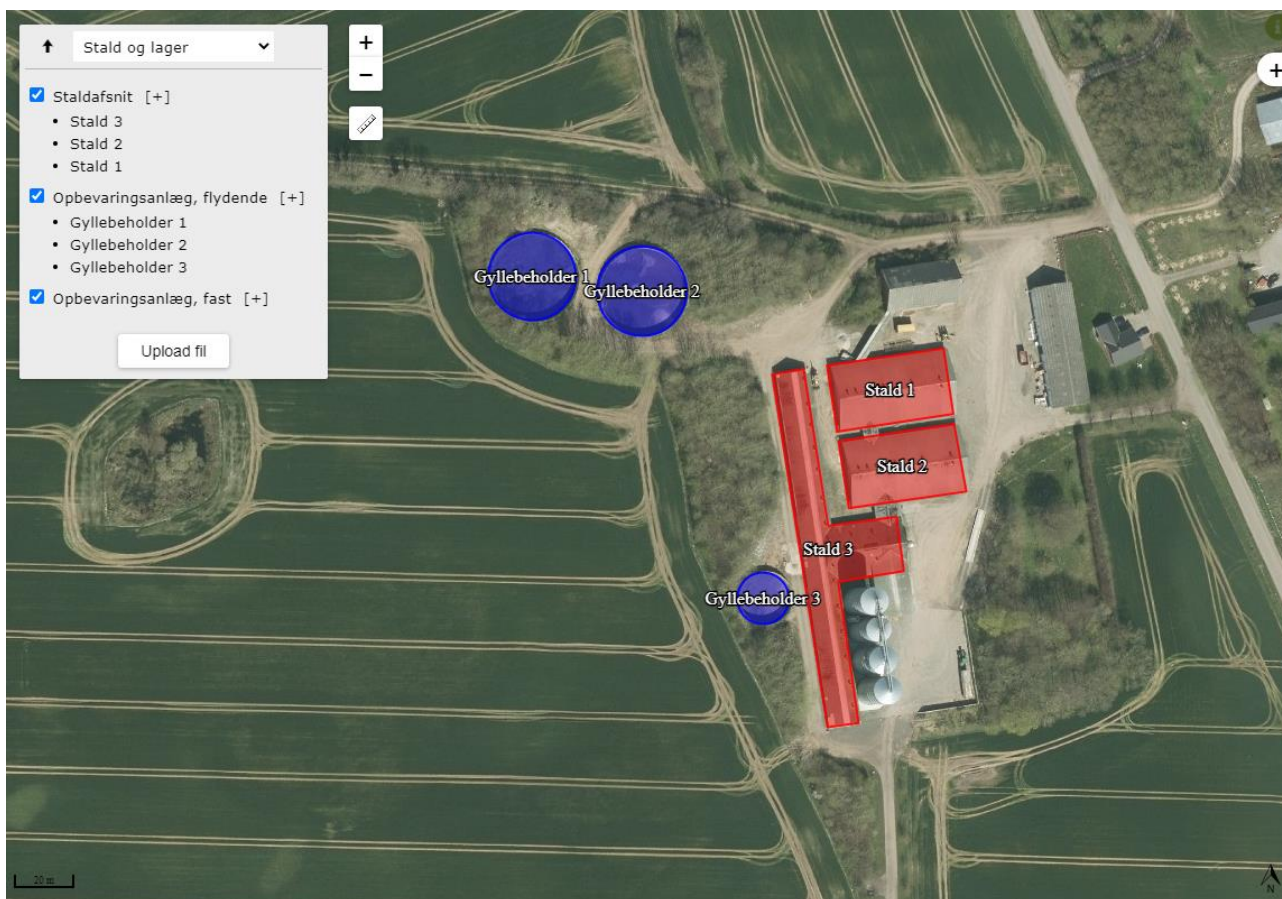 Stald og lager
Staldafsnit [+]
Stald 3
Stald 2
Stald 1
Opbevaringsanlæg, flydende [+]
Gyllebeholder 1
Gyllebeholder 2
Gyllebeholder 3
Opbevaringsanlæg, fast [+]
Upload fil
+
−
+
Gyllebeholder 1
Gyllebeholder 2
Stald 1
Stald 2
Stald 3
Gyllebeholder 3
20 m
N